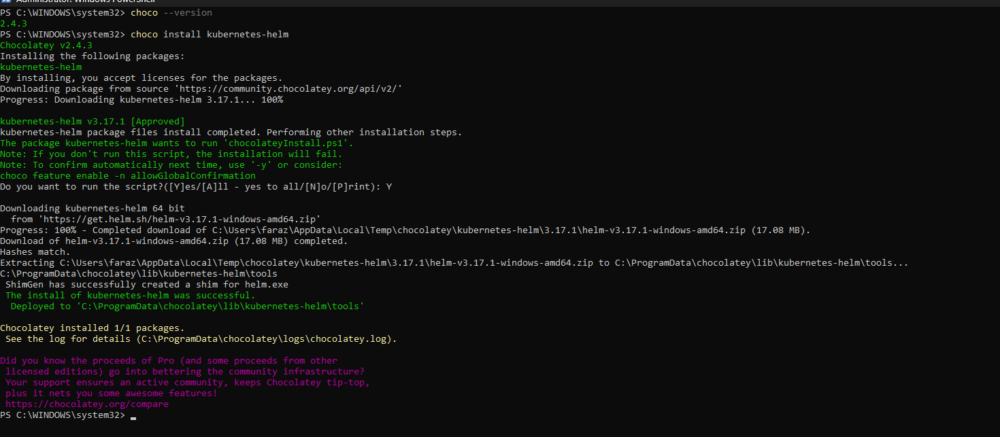 Administrator: Windows PowerShell
PS C:\WINDOWS\system32> choco --version
2.4.3
PS C:\WINDOWS\system32> choco install kubernetes-helm
Chocolatey v2.4.3
Installing the following packages:
kubernetes-helm
By installing, you accept licenses for the packages.
Downloading package from source 'https://community.chocolatey.org/api/v2/'
Progress: Downloading kubernetes-helm 3.17.1... 100%

kubernetes-helm v3.17.1 [Approved]
kubernetes-helm package files install completed. Performing other installation steps.
The package kubernetes-helm wants to run 'chocolateyInstall.ps1'.
Note: If you don't run this script, the installation will fail.
Note: To confirm automatically next time, use '-y' or consider:
choco feature enable -n allowGlobalConfirmation
Do you want to run the script?([Y]es/[A]ll - yes to all/[N]o/[P]rint): Y

Downloading kubernetes-helm 64 bit
  from 'https://get.helm.sh/helm-v3.17.1-windows-amd64.zip'
Progress: 100% - Completed download of C:\Users\faraz\AppData\Local\Temp\chocolatey\kubernetes-helm\3.17.1\helm-v3.17.1-windows-amd64.zip (17.08 MB).
Download of helm-v3.17.1-windows-amd64.zip (17.08 MB) completed.
Hashes match.
Extracting C:\Users\faraz\AppData\Local\Temp\chocolatey\kubernetes-helm\3.17.1\helm-v3.17.1-windows-amd64.zip to C:\ProgramData\chocolatey\lib\kubernetes-helm\tools...
C:\ProgramData\chocolatey\lib\kubernetes-helm\tools
 ShimGen has successfully created a shim for helm.exe
 The install of kubernetes-helm was successful.
  Deployed to 'C:\ProgramData\chocolatey\lib\kubernetes-helm\tools'

Chocolatey installed 1/1 packages.
 See the log for details (C:\ProgramData\chocolatey\logs\chocolatey.log).

Did you know the proceeds of Pro (and some proceeds from other
 licensed editions) go into bettering the community infrastructure?
 Your support ensures an active community, keeps Chocolatey tip-top,
 plus it nets you some awesome features!
 https://chocolatey.org/compare
PS C:\WINDOWS\system32>